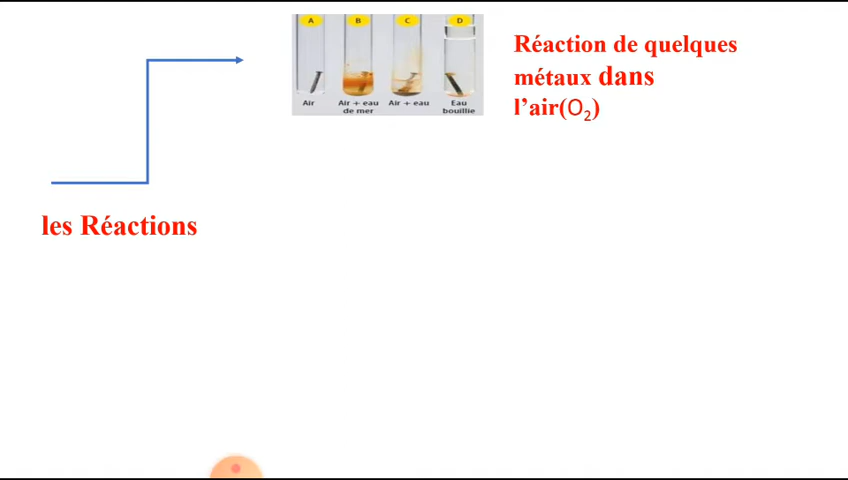 A B C D
Air Air + eau de mer Air + eau Eau bouillie
Réaction de quelques
métaux dans
l'air(O₂)
les Réactions